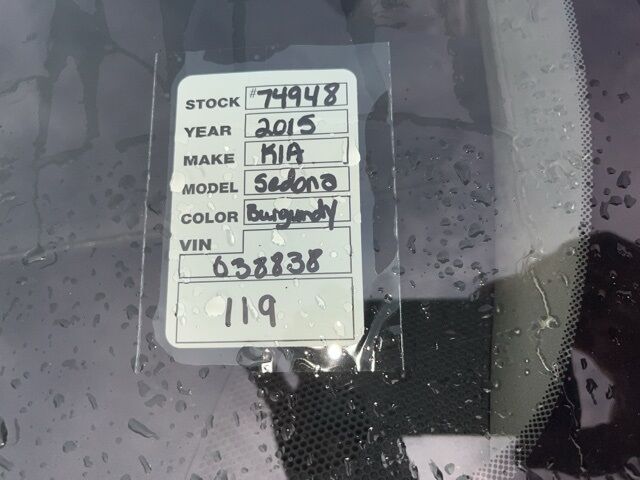 STOCK #74948
YEAR 2015
MAKE KIA
MODEL Sedona
COLOR Burgundy
VIN
038838
119